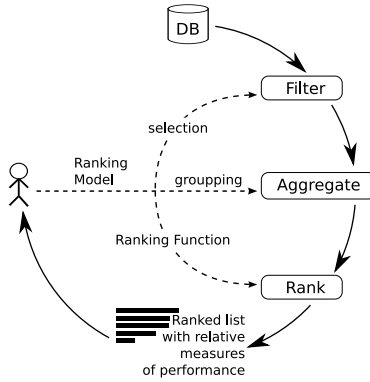 DB
Filter
selection
Ranking
Model
groupping
Aggregate
Ranking Function
Rank
Ranked list
with relative
measures
of performance